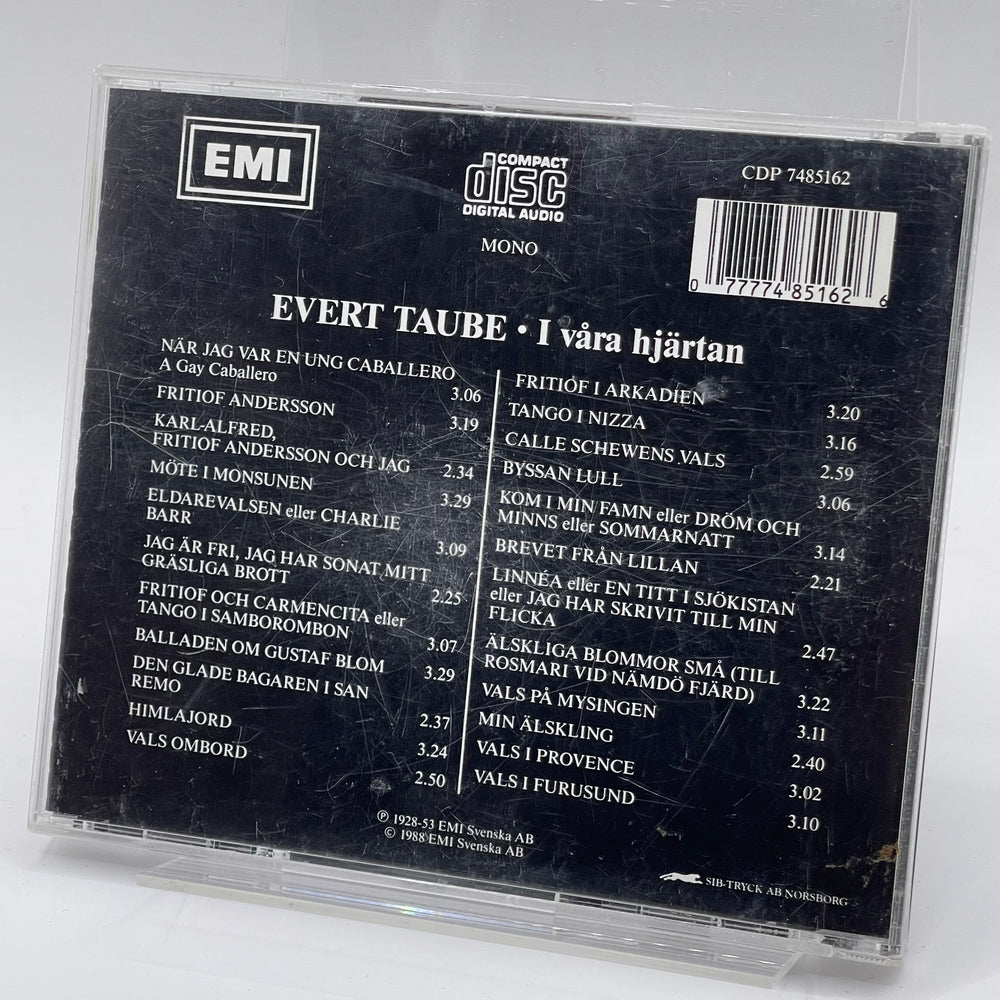 EMI
COMPACT
disc
DIGITAL AUDIO
MONO
CDP 7485162
0 77774 85162 6
EVERT TAUBE · I våra hjärtan
NÄR JAG VAR EN UNG CABALLERO
A Gay Caballero 3.06
FRITIOF ANDERSSON 3.19
KARL-ALFRED,
FRITIOF ANDERSSON OCH JAG 2.34
MÖTE I MONSUNEN 3.29
ELDAREVALSEN eller CHARLIE
BARR 3.09
JAG ÄR FRI, JAG HAR SONAT MITT
GRÄSLIGA BROTT 2.25
FRITIOF OCH CARMENCITA eller
TANGO I SAMBOROMBON 3.07
BALLADEN OM GUSTAF BLOM 3.29
DEN GLADE BAGAREN I SAN
REMO 2.37
HIMLAJORD 3.24
VALS OMBORD 2.50
FRITIOF I ARKADIEN 3.20
TANGO I NIZZA 3.16
CALLE SCHEWENS VALS 2.59
BYSSAN LULL 3.06
KOM I MIN FAMN eller DRÖM OCH
MINNS eller SOMMARNATT 3.14
BREVET FRÅN LILLAN 2.21
LINNÉA eller EN TITT I SJÖKISTAN
eller JAG HAR SKRIVIT TILL MIN
FLICKA 2.47
ÄLSKLIGA BLOMMOR SMÅ (TILL
ROSMARI VID NÄMDÖ FJÄRD) 3.22
VALS PÅ MYSINGEN 3.11
MIN ÄLSKLING 2.40
VALS I PROVENCE 3.02
VALS I FURUSUND 3.10
℗ 1928-53 EMI Svenska AB
© 1988 EMI Svenska AB
SIB-TRYCK AB NORSBORG